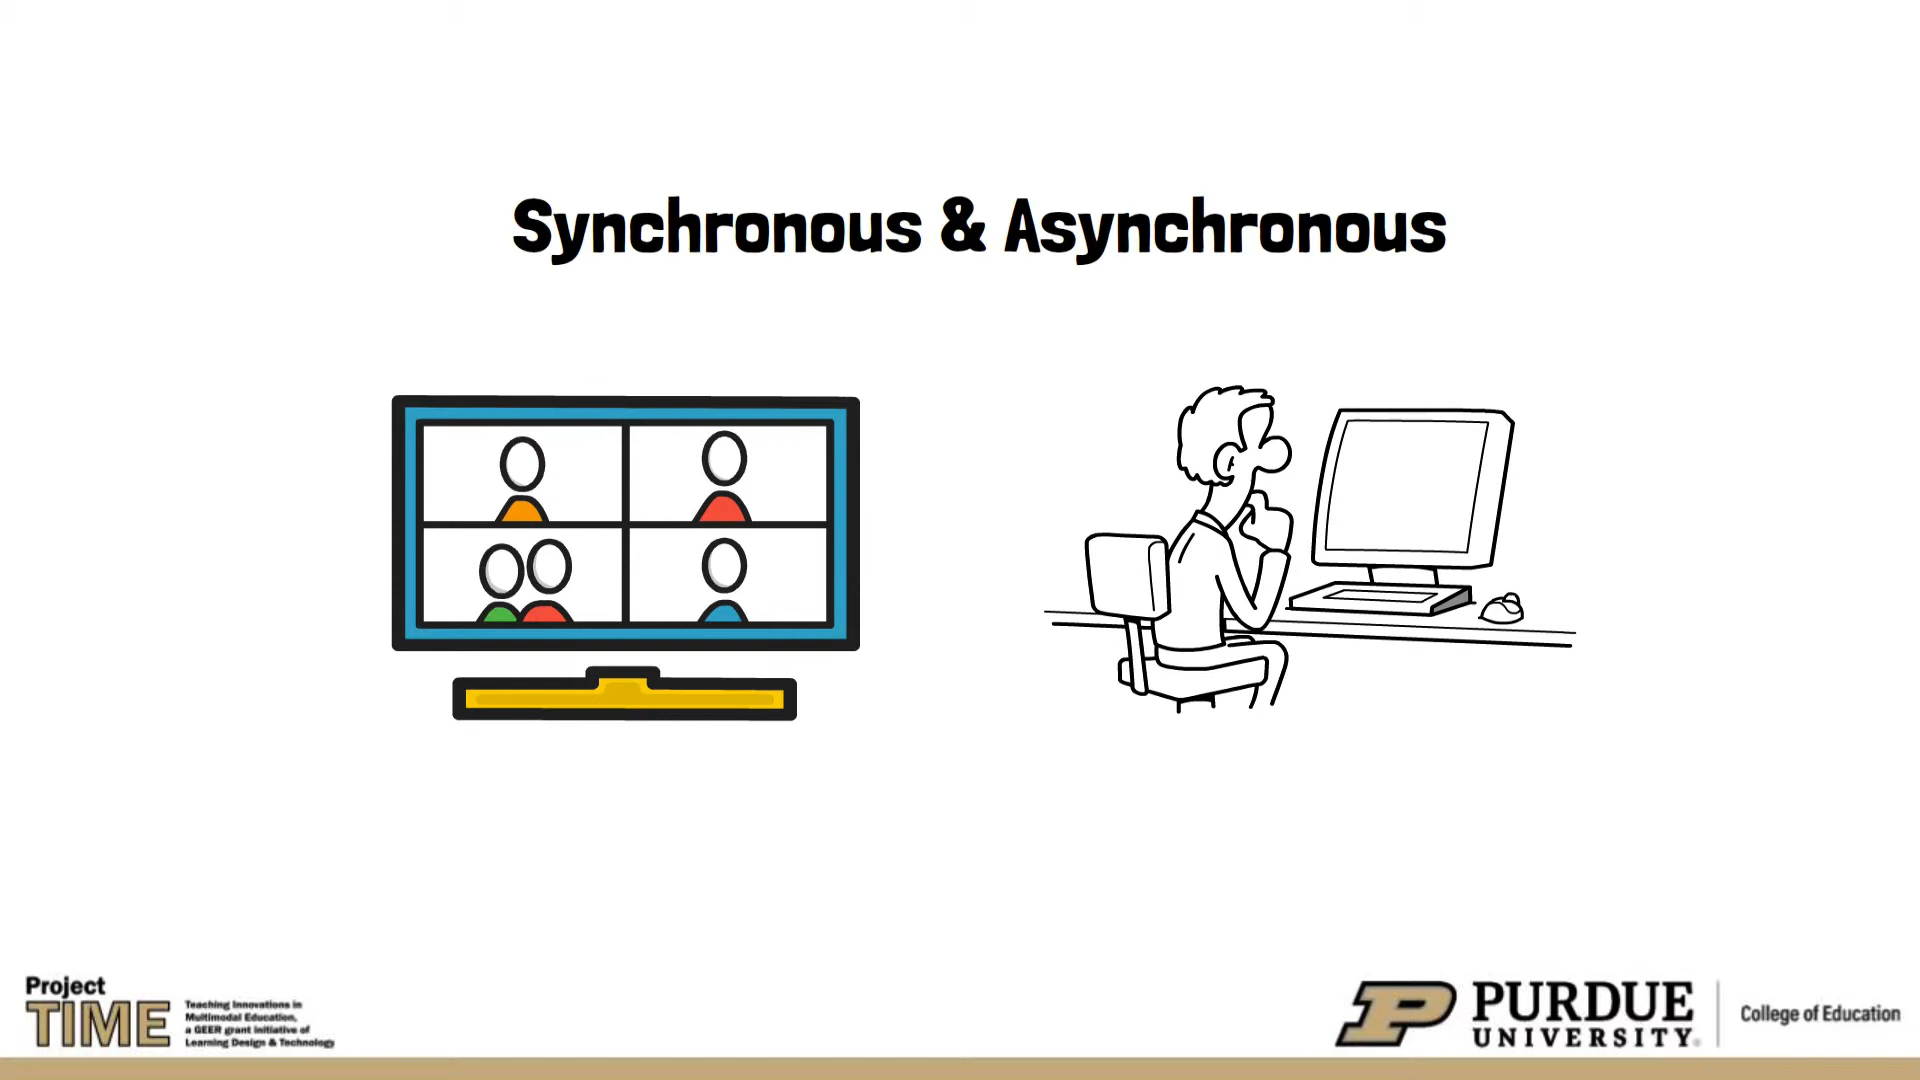 Synchronous & Asynchronous
Project
TIME
Teaching Innovations in
Multimodal Education,
a GEER grant initiative of
Learning Design & Technology
PURDUE
UNIVERSITY®
College of Education